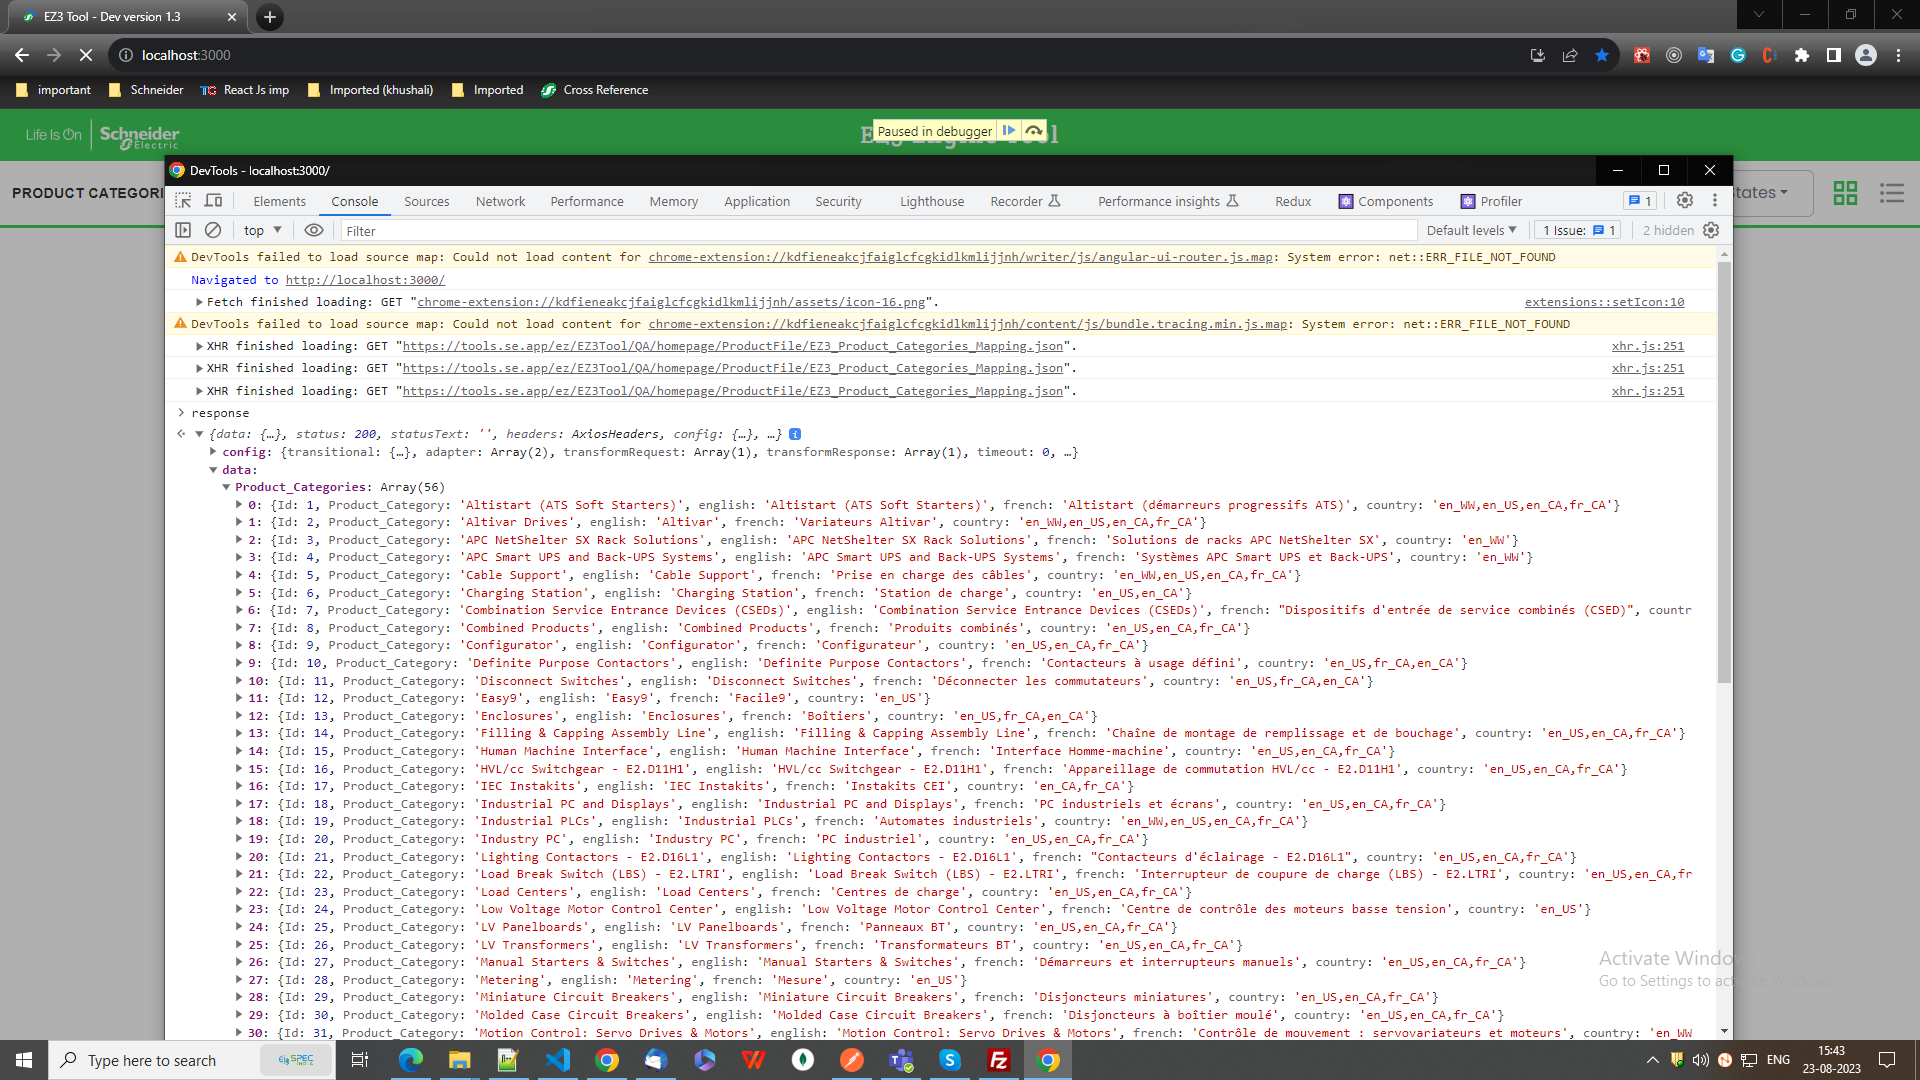 EZ3 Tool - Dev version 1.3
localhost:3000
important
Schneider
React Js imp
Imported (khushali)
Imported
Cross Reference
Life Is On
Schneider
Electric
Paused in debugger
PRODUCT CATEGORI
tates
DevTools - localhost:3000/
Elements Console Sources Network Performance Memory Application Security Lighthouse Recorder Performance insights Redux Components Profiler 1
top Filter Default levels 1 Issue: 1 2 hidden
DevTools failed to load source map: Could not load content for chrome-extension://kdfieneakcjfaiglcfcgkidlkmlijjnh/writer/js/angular-ui-router.js.map: System error: net::ERR_FILE_NOT_FOUND
Navigated to http://localhost:3000/
Fetch finished loading: GET "chrome-extension://kdfieneakcjfaiglcfcgkidlkmlijjnh/assets/icon-16.png". extensions::setIcon:10
DevTools failed to load source map: Could not load content for chrome-extension://kdfieneakcjfaiglcfcgkidlkmlijjnh/content/js/bundle.tracing.min.js.map: System error: net::ERR_FILE_NOT_FOUND
XHR finished loading: GET "https://tools.se.app/ez/EZ3Tool/QA/homepage/ProductFile/EZ3_Product_Categories_Mapping.json". xhr.js:251
XHR finished loading: GET "https://tools.se.app/ez/EZ3Tool/QA/homepage/ProductFile/EZ3_Product_Categories_Mapping.json". xhr.js:251
XHR finished loading: GET "https://tools.se.app/ez/EZ3Tool/QA/homepage/ProductFile/EZ3_Product_Categories_Mapping.json". xhr.js:251
response
{data: {…}, status: 200, statusText: '', headers: AxiosHeaders, config: {…}, …}
config: {transitional: {…}, adapter: Array(2), transformRequest: Array(1), transformResponse: Array(1), timeout: 0, …}
data:
Product_Categories: Array(56)
0: {Id: 1, Product_Category: 'Altistart (ATS Soft Starters)', english: 'Altistart (ATS Soft Starters)', french: 'Altistart (démarreurs progressifs ATS)', country: 'en_WW,en_US,en_CA,fr_CA'}
1: {Id: 2, Product_Category: 'Altivar Drives', english: 'Altivar', french: 'Variateurs Altivar', country: 'en_WW,en_US,en_CA,fr_CA'}
2: {Id: 3, Product_Category: 'APC NetShelter SX Rack Solutions', english: 'APC NetShelter SX Rack Solutions', french: 'Solutions de racks APC NetShelter SX', country: 'en_WW'}
3: {Id: 4, Product_Category: 'APC Smart UPS and Back-UPS Systems', english: 'APC Smart UPS and Back-UPS Systems', french: 'Systèmes APC Smart UPS et Back-UPS', country: 'en_WW'}
4: {Id: 5, Product_Category: 'Cable Support', english: 'Cable Support', french: 'Prise en charge des câbles', country: 'en_WW,en_US,en_CA,fr_CA'}
5: {Id: 6, Product_Category: 'Charging Station', english: 'Charging Station', french: 'Station de charge', country: 'en_US,en_CA'}
6: {Id: 7, Product_Category: 'Combination Service Entrance Devices (CSEDs)', english: 'Combination Service Entrance Devices (CSEDs)', french: "Dispositifs d'entrée de service combinés (CSED)", countr
7: {Id: 8, Product_Category: 'Combined Products', english: 'Combined Products', french: 'Produits combinés', country: 'en_US,en_CA,fr_CA'}
8: {Id: 9, Product_Category: 'Configurator', english: 'Configurator', french: 'Configurateur', country: 'en_US,en_CA,fr_CA'}
9: {Id: 10, Product_Category: 'Definite Purpose Contactors', english: 'Definite Purpose Contactors', french: 'Contacteurs à usage défini', country: 'en_US,fr_CA,en_CA'}
10: {Id: 11, Product_Category: 'Disconnect Switches', english: 'Disconnect Switches', french: 'Déconnecter les commutateurs', country: 'en_US,fr_CA,en_CA'}
11: {Id: 12, Product_Category: 'Easy9', english: 'Easy9', french: 'Facile9', country: 'en_US'}
12: {Id: 13, Product_Category: 'Enclosures', english: 'Enclosures', french: 'Boîtiers', country: 'en_US,fr_CA,en_CA'}
13: {Id: 14, Product_Category: 'Filling & Capping Assembly Line', english: 'Filling & Capping Assembly Line', french: 'Chaîne de montage de remplissage et de bouchage', country: 'en_US,en_CA,fr_CA'}
14: {Id: 15, Product_Category: 'Human Machine Interface', english: 'Human Machine Interface', french: 'Interface Homme-machine', country: 'en_US,en_CA,fr_CA'}
15: {Id: 16, Product_Category: 'HVL/cc Switchgear - E2.D11H1', english: 'HVL/cc Switchgear - E2.D11H1', french: 'Appareillage de commutation HVL/cc - E2.D11H1', country: 'en_US,en_CA,fr_CA'}
16: {Id: 17, Product_Category: 'IEC Instakits', english: 'IEC Instakits', french: 'Instakits CEI', country: 'en_CA,fr_CA'}
17: {Id: 18, Product_Category: 'Industrial PC and Displays', english: 'Industrial PC and Displays', french: 'PC industriels et écrans', country: 'en_US,en_CA,fr_CA'}
18: {Id: 19, Product_Category: 'Industrial PLCs', english: 'Industrial PLCs', french: 'Automates industriels', country: 'en_WW,en_US,en_CA,fr_CA'}
19: {Id: 20, Product_Category: 'Industry PC', english: 'Industry PC', french: 'PC industriel', country: 'en_US,en_CA,fr_CA'}
20: {Id: 21, Product_Category: 'Lighting Contactors - E2.D16L1', english: 'Lighting Contactors - E2.D16L1', french: "Contacteurs d'éclairage - E2.D16L1", country: 'en_US,en_CA,fr_CA'}
21: {Id: 22, Product_Category: 'Load Break Switch (LBS) - E2.LTRI', english: 'Load Break Switch (LBS) - E2.LTRI', french: 'Interrupteur de coupure de charge (LBS) - E2.LTRI', country: 'en_US,en_CA,fr
22: {Id: 23, Product_Category: 'Load Centers', english: 'Load Centers', french: 'Centres de charge', country: 'en_US,en_CA,fr_CA'}
23: {Id: 24, Product_Category: 'Low Voltage Motor Control Center', english: 'Low Voltage Motor Control Center', french: 'Centre de contrôle des moteurs basse tension', country: 'en_US'}
24: {Id: 25, Product_Category: 'LV Panelboards', english: 'LV Panelboards', french: 'Panneaux BT', country: 'en_US,en_CA,fr_CA'}
25: {Id: 26, Product_Category: 'LV Transformers', english: 'LV Transformers', french: 'Transformateurs BT', country: 'en_US,en_CA,fr_CA'}
26: {Id: 27, Product_Category: 'Manual Starters & Switches', english: 'Manual Starters & Switches', french: 'Démarreurs et interrupteurs manuels', country: 'en_US,en_CA,fr_CA'}
27: {Id: 28, Product_Category: 'Metering', english: 'Metering', french: 'Mesure', country: 'en_US'}
28: {Id: 29, Product_Category: 'Miniature Circuit Breakers', english: 'Miniature Circuit Breakers', french: 'Disjoncteurs miniatures', country: 'en_US,en_CA,fr_CA'}
29: {Id: 30, Product_Category: 'Molded Case Circuit Breakers', english: 'Molded Case Circuit Breakers', french: 'Disjoncteurs à boîtier moulé', country: 'en_US,en_CA,fr_CA'}
30: {Id: 31, Product_Category: 'Motion Control: Servo Drives & Motors', english: 'Motion Control: Servo Drives & Motors', french: 'Contrôle de mouvement : servovariateurs et moteurs', country: 'en_WW
Activate Windows
Go to Settings to activate Windows.
Type here to search
ENG
15:43
23-08-2023